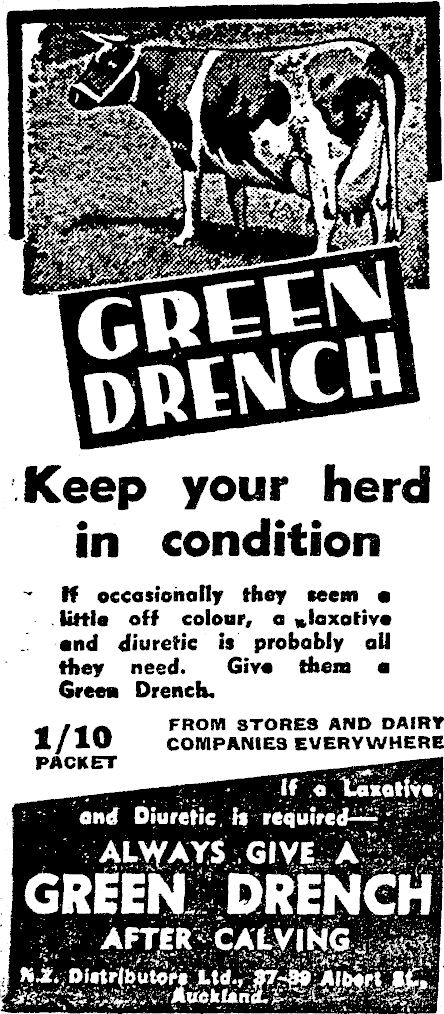 GREEN
DRENCH
Keep your herd
in condition
If occasionally they seem a
little off colour, a laxative
and diuretic is probably all
they need. Give them a
Green Drench.
1/10
PACKET
FROM STORES AND DAIRY
COMPANIES EVERYWHERE
If a Laxative
and Diuretic is required—
ALWAYS GIVE A
GREEN DRENCH
AFTER CALVING
N.Z. Distributors Ltd., 37-39 Albert St.,
Auckland.